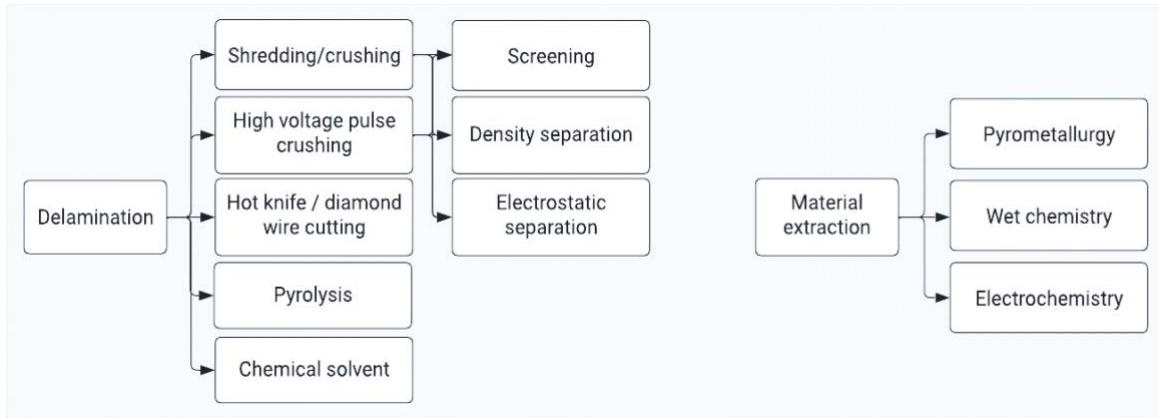 Delamination
Shredding/crushing
High voltage pulse
crushing
Hot knife / diamond
wire cutting
Pyrolysis
Chemical solvent
Screening
Density separation
Electrostatic
separation
Material
extraction
Pyrometallurgy
Wet chemistry
Electrochemistry